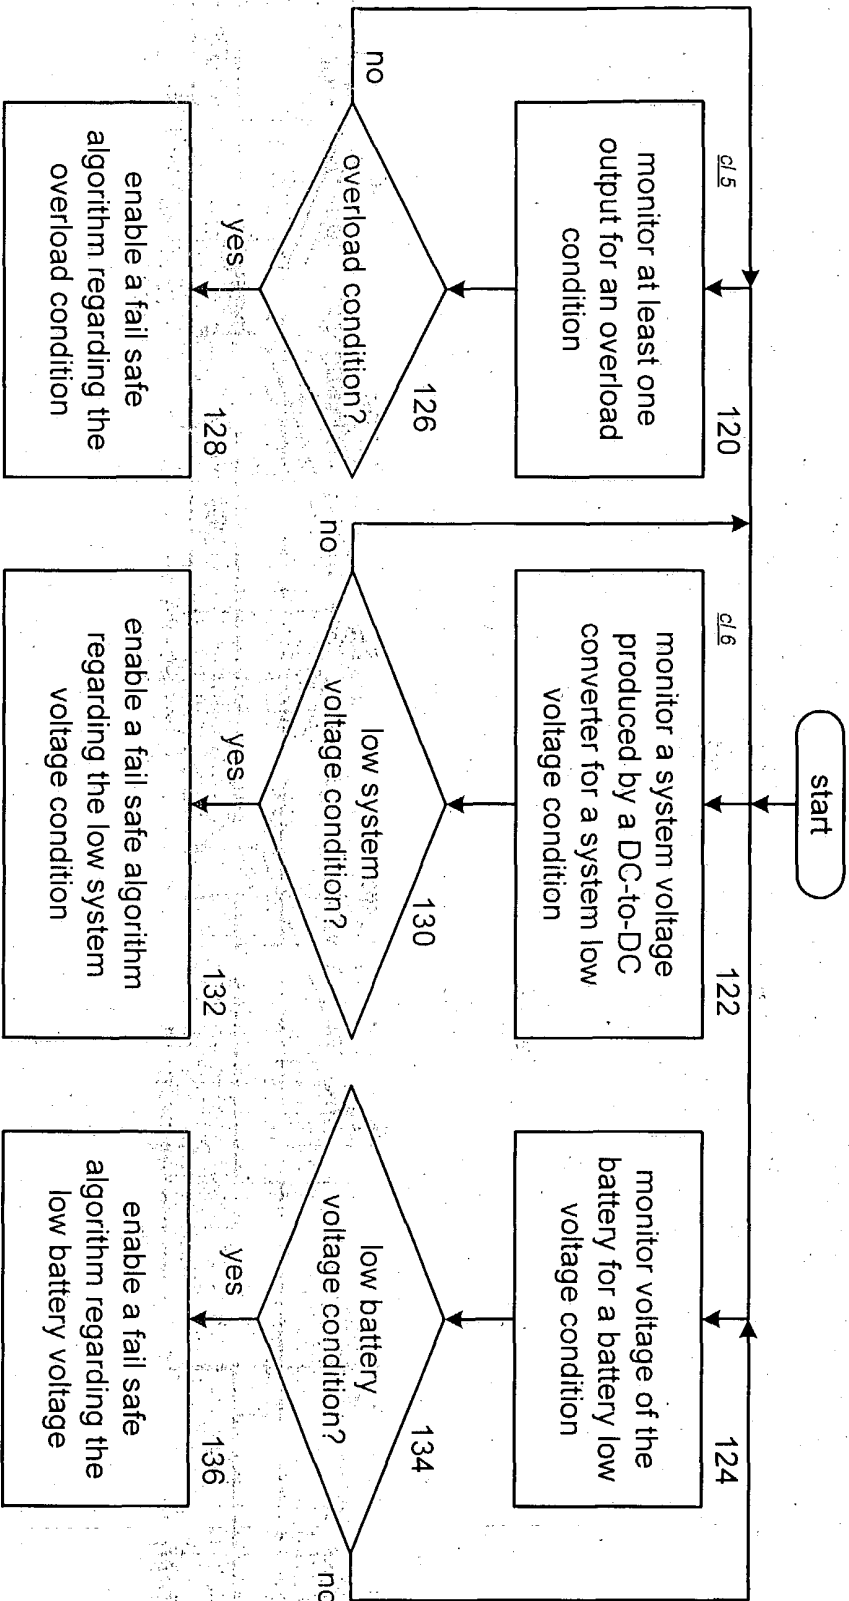 start
cl 5
120
monitor at least one
output for an overload
condition
126
overload condition?
no
yes
128
enable a fail safe
algorithm regarding the
overload condition
cl 6
122
monitor a system voltage
produced by a DC-to-DC
converter for a system low
voltage condition
130
low system
voltage condition?
no
yes
132
enable a fail safe algorithm
regarding the low system
voltage condition
124
monitor voltage of the
battery for a battery low
voltage condition
134
low battery
voltage condition?
no
yes
136
enable a fail safe
algorithm regarding the
low battery voltage